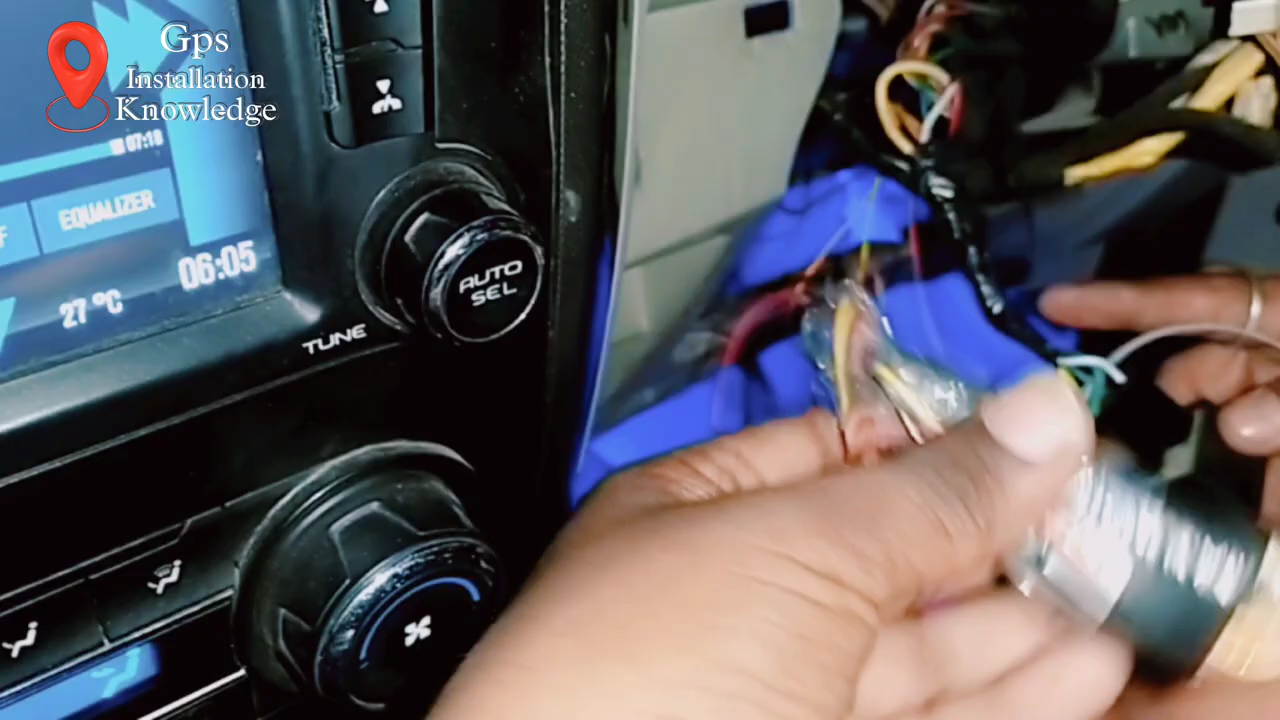 Gps
Installation
Knowledge
07:18
EQUALIZER
F
06:05
27 °C
TUNE
AUTO
SEL